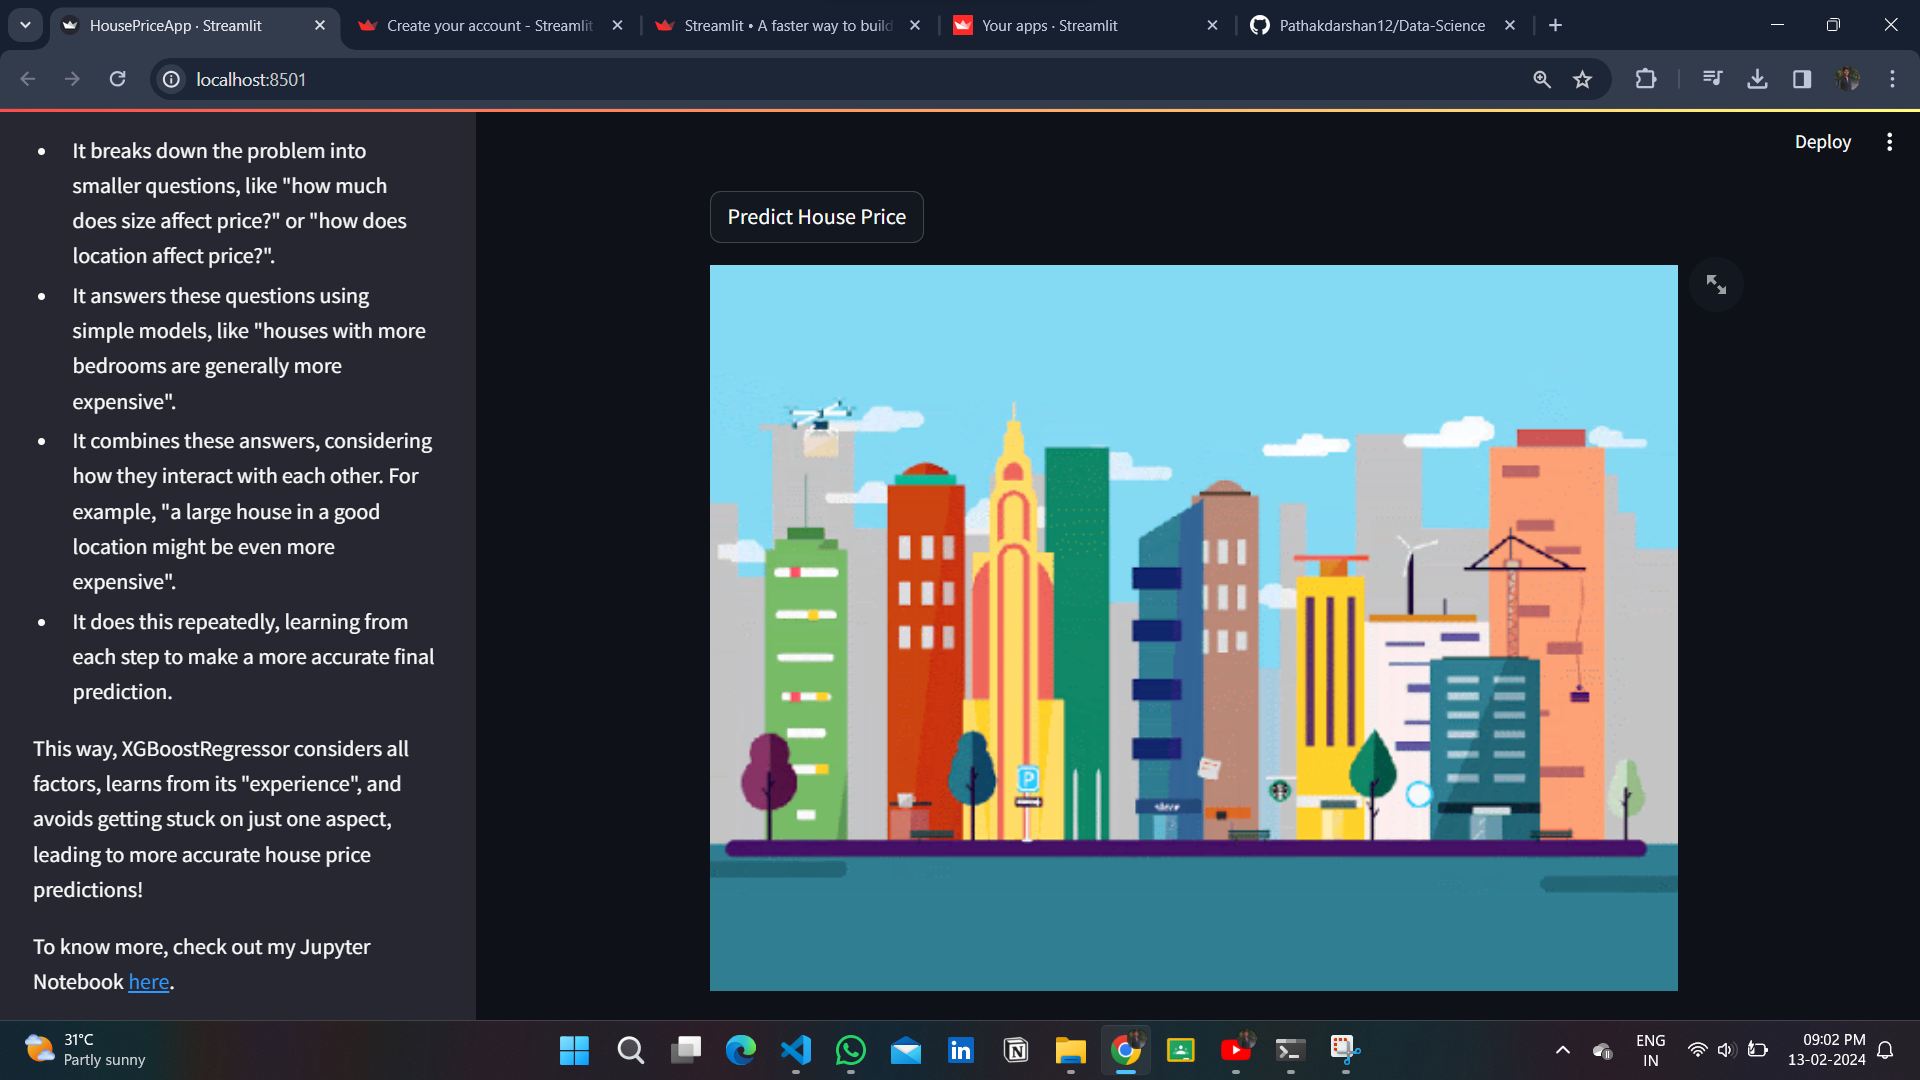 HousePriceApp · Streamlit
Create your account - Streamlit
Streamlit • A faster way to build
Your apps · Streamlit
Pathakdarshan12/Data-Science
localhost:8501
Deploy
• It breaks down the problem into
smaller questions, like "how much
does size affect price?" or "how does
location affect price?".
• It answers these questions using
simple models, like "houses with more
bedrooms are generally more
expensive".
• It combines these answers, considering
how they interact with each other. For
example, "a large house in a good
location might be even more
expensive".
• It does this repeatedly, learning from
each step to make a more accurate final
prediction.
This way, XGBoostRegressor considers all
factors, learns from its "experience", and
avoids getting stuck on just one aspect,
leading to more accurate house price
predictions!
To know more, check out my Jupyter
Notebook here.
Predict House Price
P
31°C
Partly sunny
in
N
ENG
IN
09:02 PM
13-02-2024